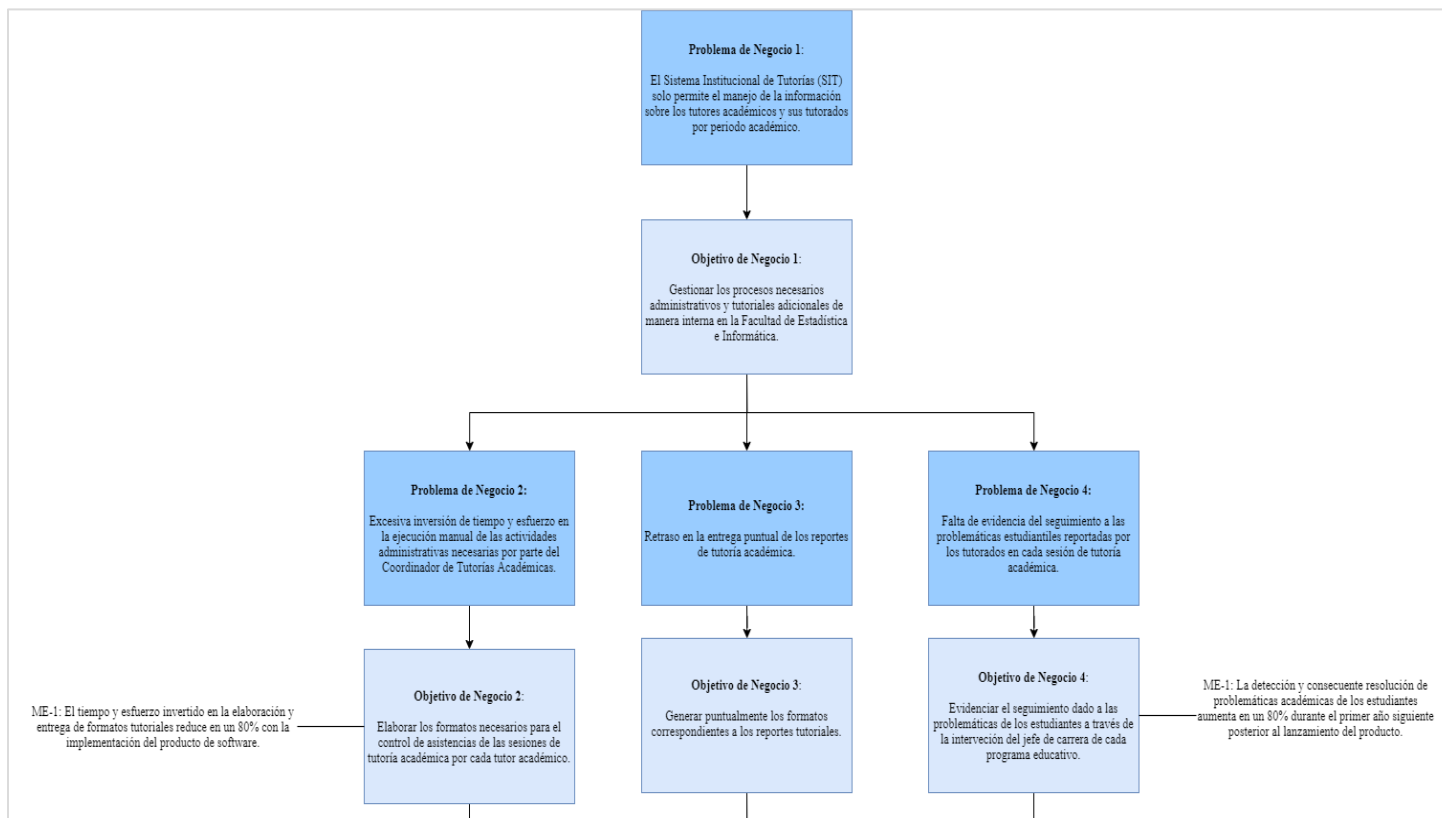 Problema de Negocio 1:
El Sistema Institucional de Tutorías (SIT)
solo permite el manejo de la información
sobre los tutores académicos y sus tutorados
por periodo académico.
Objetivo de Negocio 1:
Gestionar los procesos necesarios
administrativos y tutoriales adicionales de
manera interna en la Facultad de Estadística
e Informática.
Problema de Negocio 2:
Excesiva inversión de tiempo y esfuerzo en
la ejecución manual de las actividades
administrativas necesarias por parte del
Coordinador de Tutorías Académicas.
Problema de Negocio 3:
Retraso en la entrega puntual de los reportes
de tutoría académica.
Problema de Negocio 4:
Falta de evidencia del seguimiento a las
problemáticas estudiantiles reportadas por
los tutorados en cada sesión de tutoría
académica.
ME-1: El tiempo y esfuerzo invertido en la elaboración y
entrega de formatos tutoriales reduce en un 80% con la
implementación del producto de software.
Objetivo de Negocio 2:
Elaborar los formatos necesarios para el
control de asistencias de las sesiones de
tutoría académica por cada tutor académico.
Objetivo de Negocio 3:
Generar puntualmente los formatos
correspondientes a los reportes tutoriales.
Objetivo de Negocio 4:
Evidenciar el seguimiento dado a las
problemáticas de los estudiantes a través de
la interveción del jefe de carrera de cada
programa educativo.
ME-1: La detección y consecuente resolución de
problemáticas académicas de los estudiantes
aumenta en un 80% durante el primer año siguiente
posterior al lanzamiento del producto.